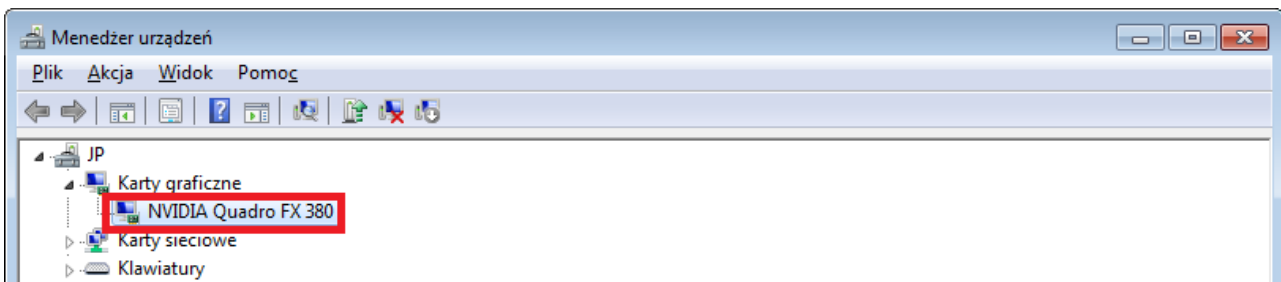 Menedżer urządzeń
Plik Akcja Widok Pomoc
JP
Karty graficzne
NVIDIA Quadro FX 380
Karty sieciowe
Klawiatury